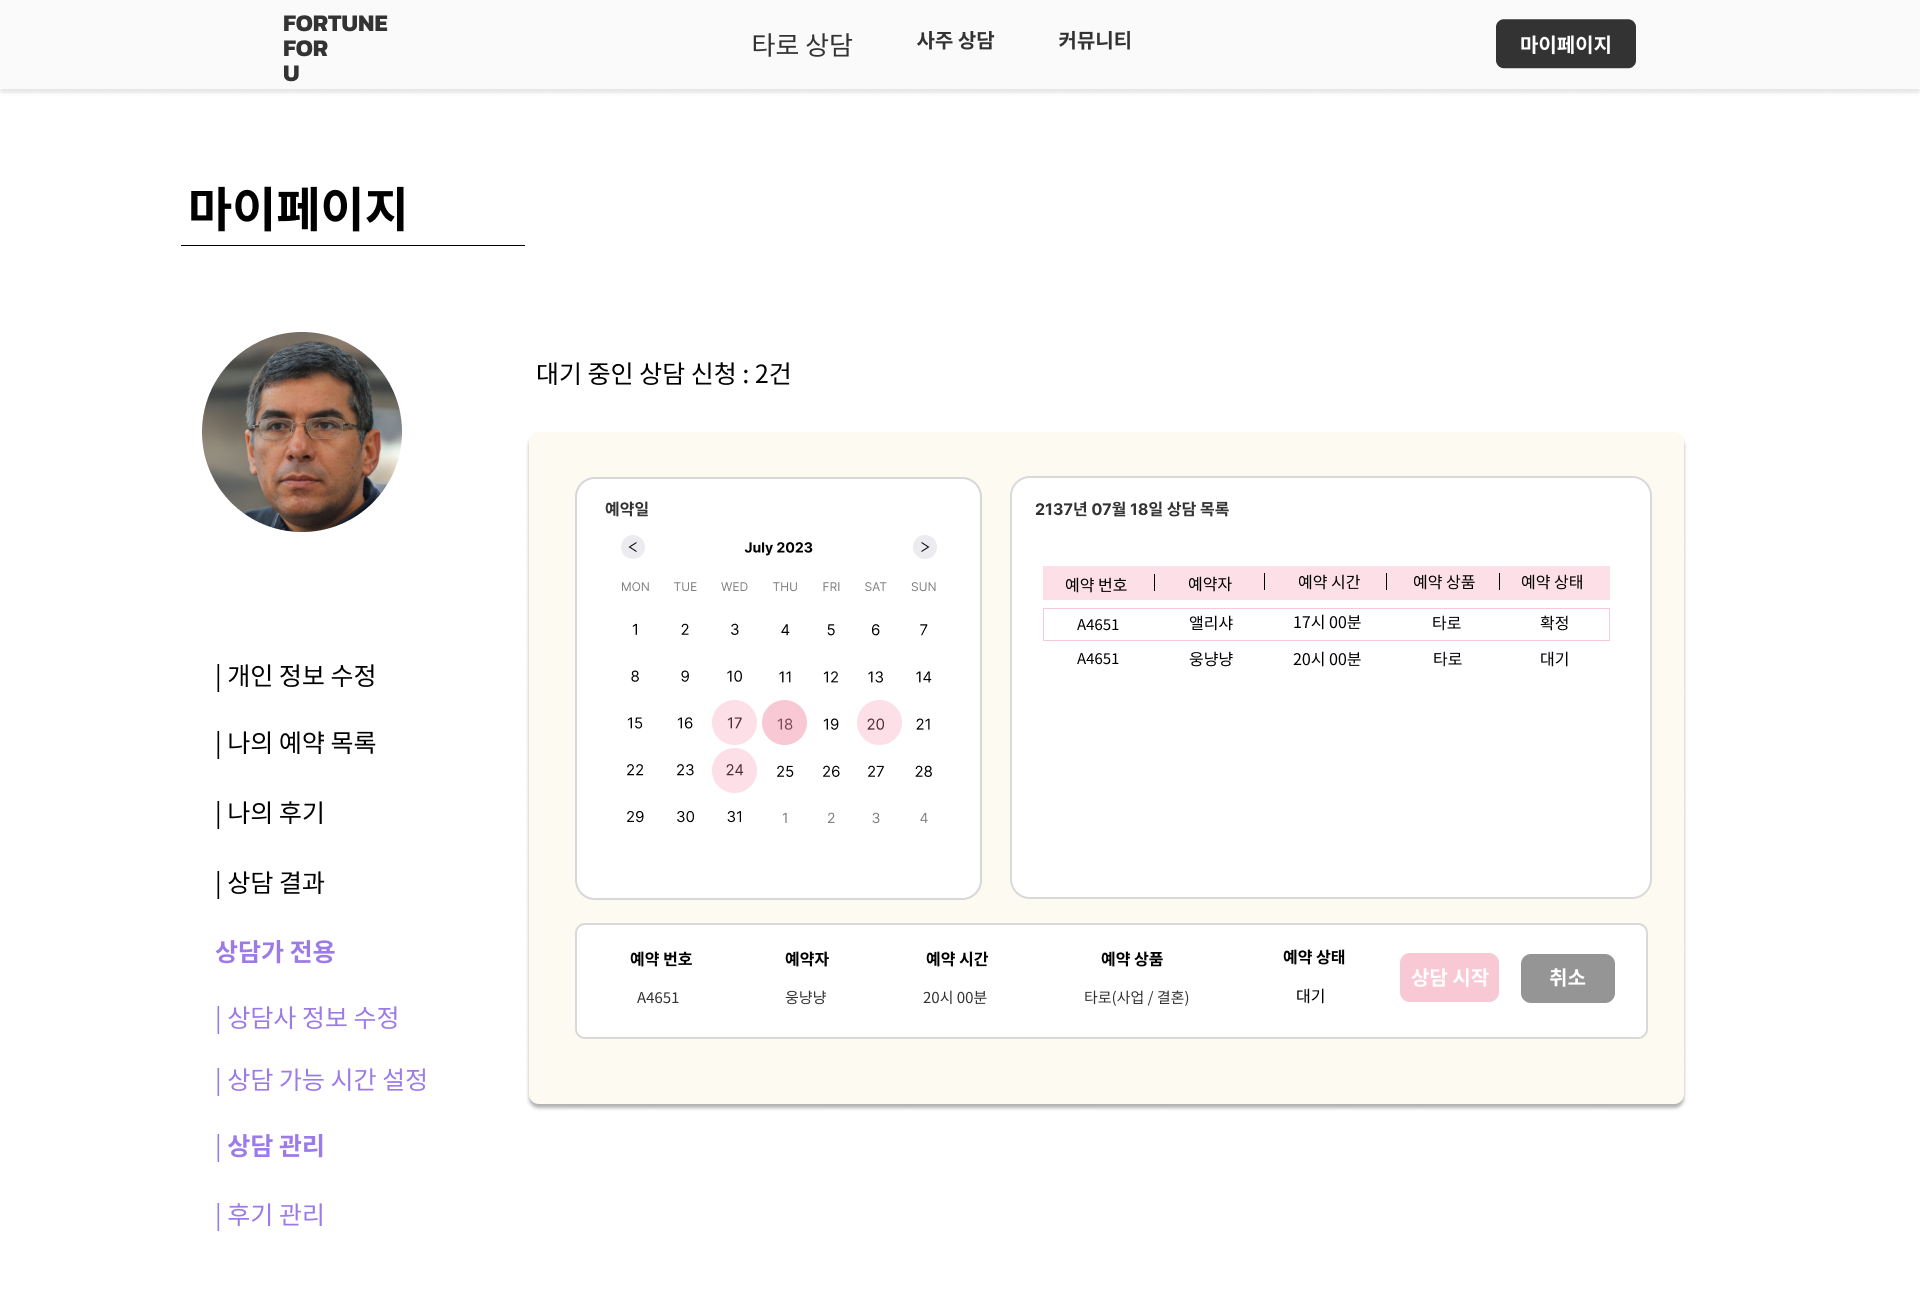 FORTUNE
FOR
U
타로 상담
사주 상담
커뮤니티
마이페이지
마이페이지
대기 중인 상담 신청 : 2건
| 개인 정보 수정
| 나의 예약 목록
| 나의 후기
| 상담 결과
상담가 전용
| 상담사 정보 수정
| 상담 가능 시간 설정
| 상담 관리
| 후기 관리
예약일
< July 2023 >
MON TUE WED THU FRI SAT SUN
1 2 3 4 5 6 7
8 9 10 11 12 13 14
15 16 17 18 19 20 21
22 23 24 25 26 27 28
29 30 31 1 2 3 4
2137년 07월 18일 상담 목록
예약 번호 | 예약자 | 예약 시간 | 예약 상품 | 예약 상태
A4651 앨리샤 17시 00분 타로 확정
A4651 웅냥냥 20시 00분 타로 대기
예약 번호 예약자 예약 시간 예약 상품 예약 상태
A4651 웅냥냥 20시 00분 타로(사업 / 결혼) 대기
상담 시작
취소